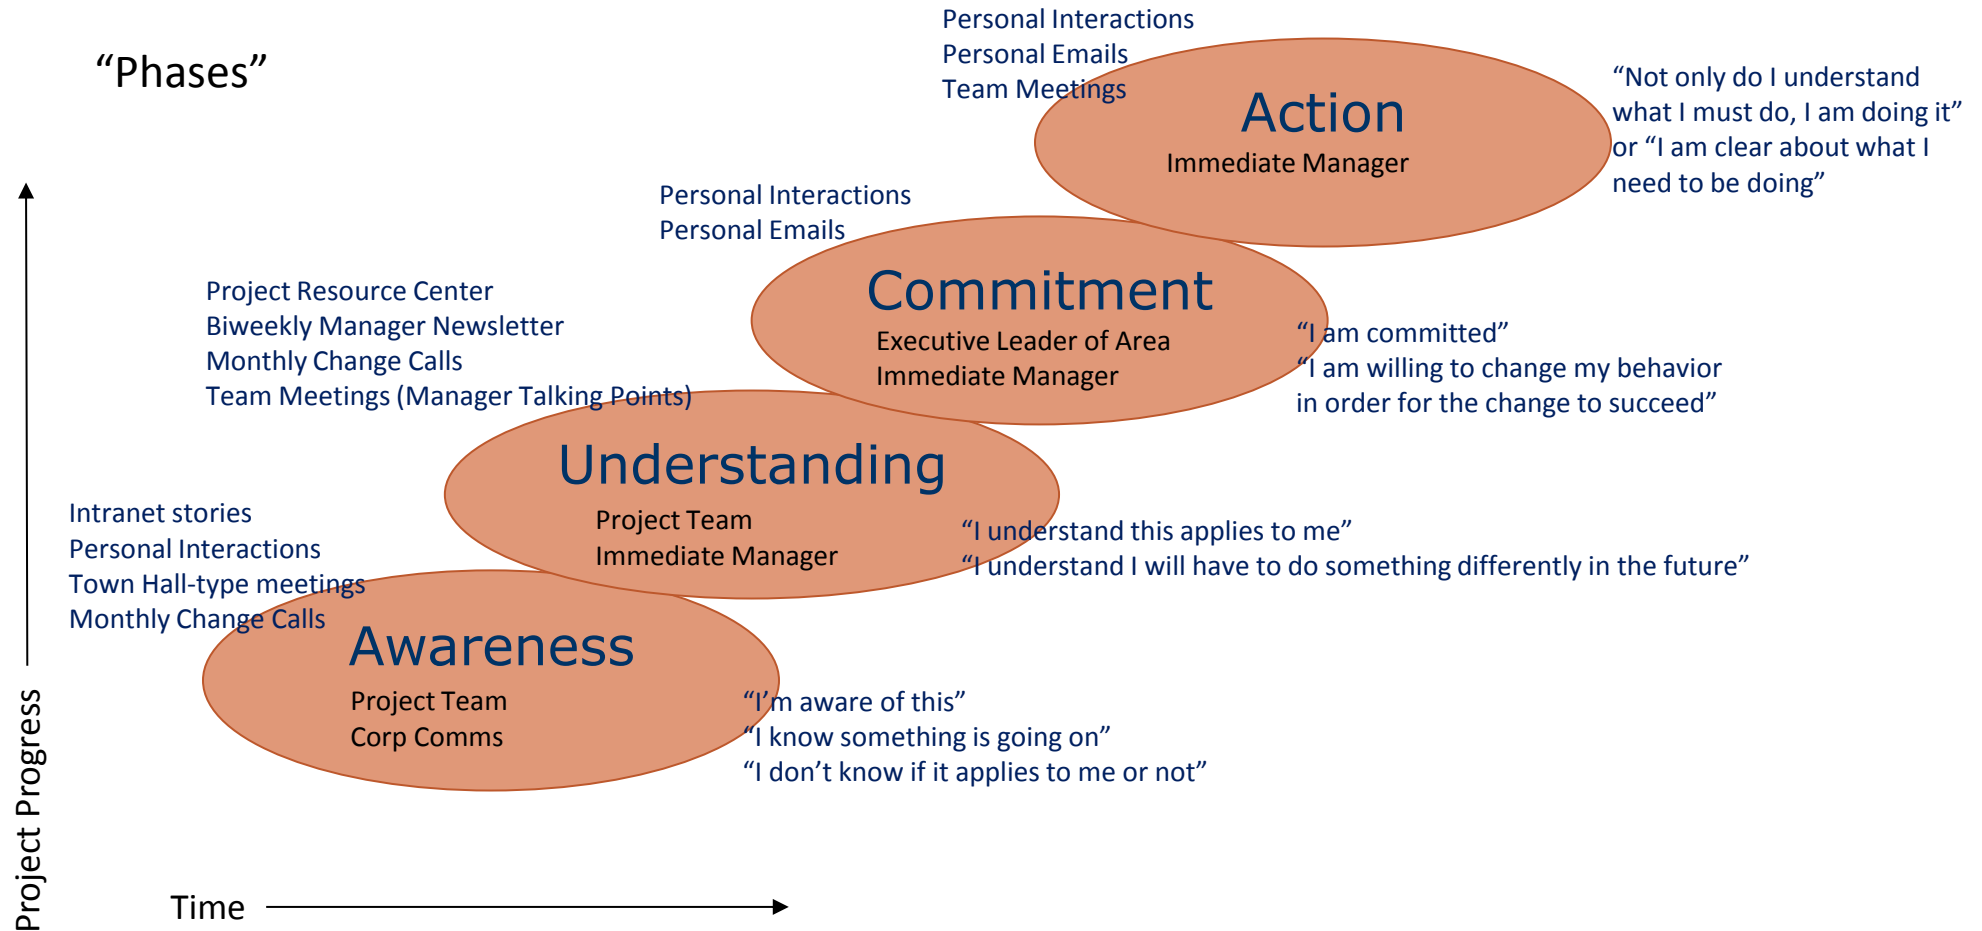 “Phases”
Personal Interactions
Personal Emails
Team Meetings
Action
Immediate Manager
“Not only do I understand
what I must do, I am doing it”
or “I am clear about what I
need to be doing”
Personal Interactions
Personal Emails
Commitment
Executive Leader of Area
Immediate Manager
“I am committed”
“I am willing to change my behavior
in order for the change to succeed”
Project Resource Center
Biweekly Manager Newsletter
Monthly Change Calls
Team Meetings (Manager Talking Points)
Understanding
Project Team
Immediate Manager
“I understand this applies to me”
“I understand I will have to do something differently in the future”
Intranet stories
Personal Interactions
Town Hall-type meetings
Monthly Change Calls
Awareness
Project Team
Corp Comms
“I’m aware of this”
“I know something is going on”
“I don’t know if it applies to me or not”
Project Progress
Time